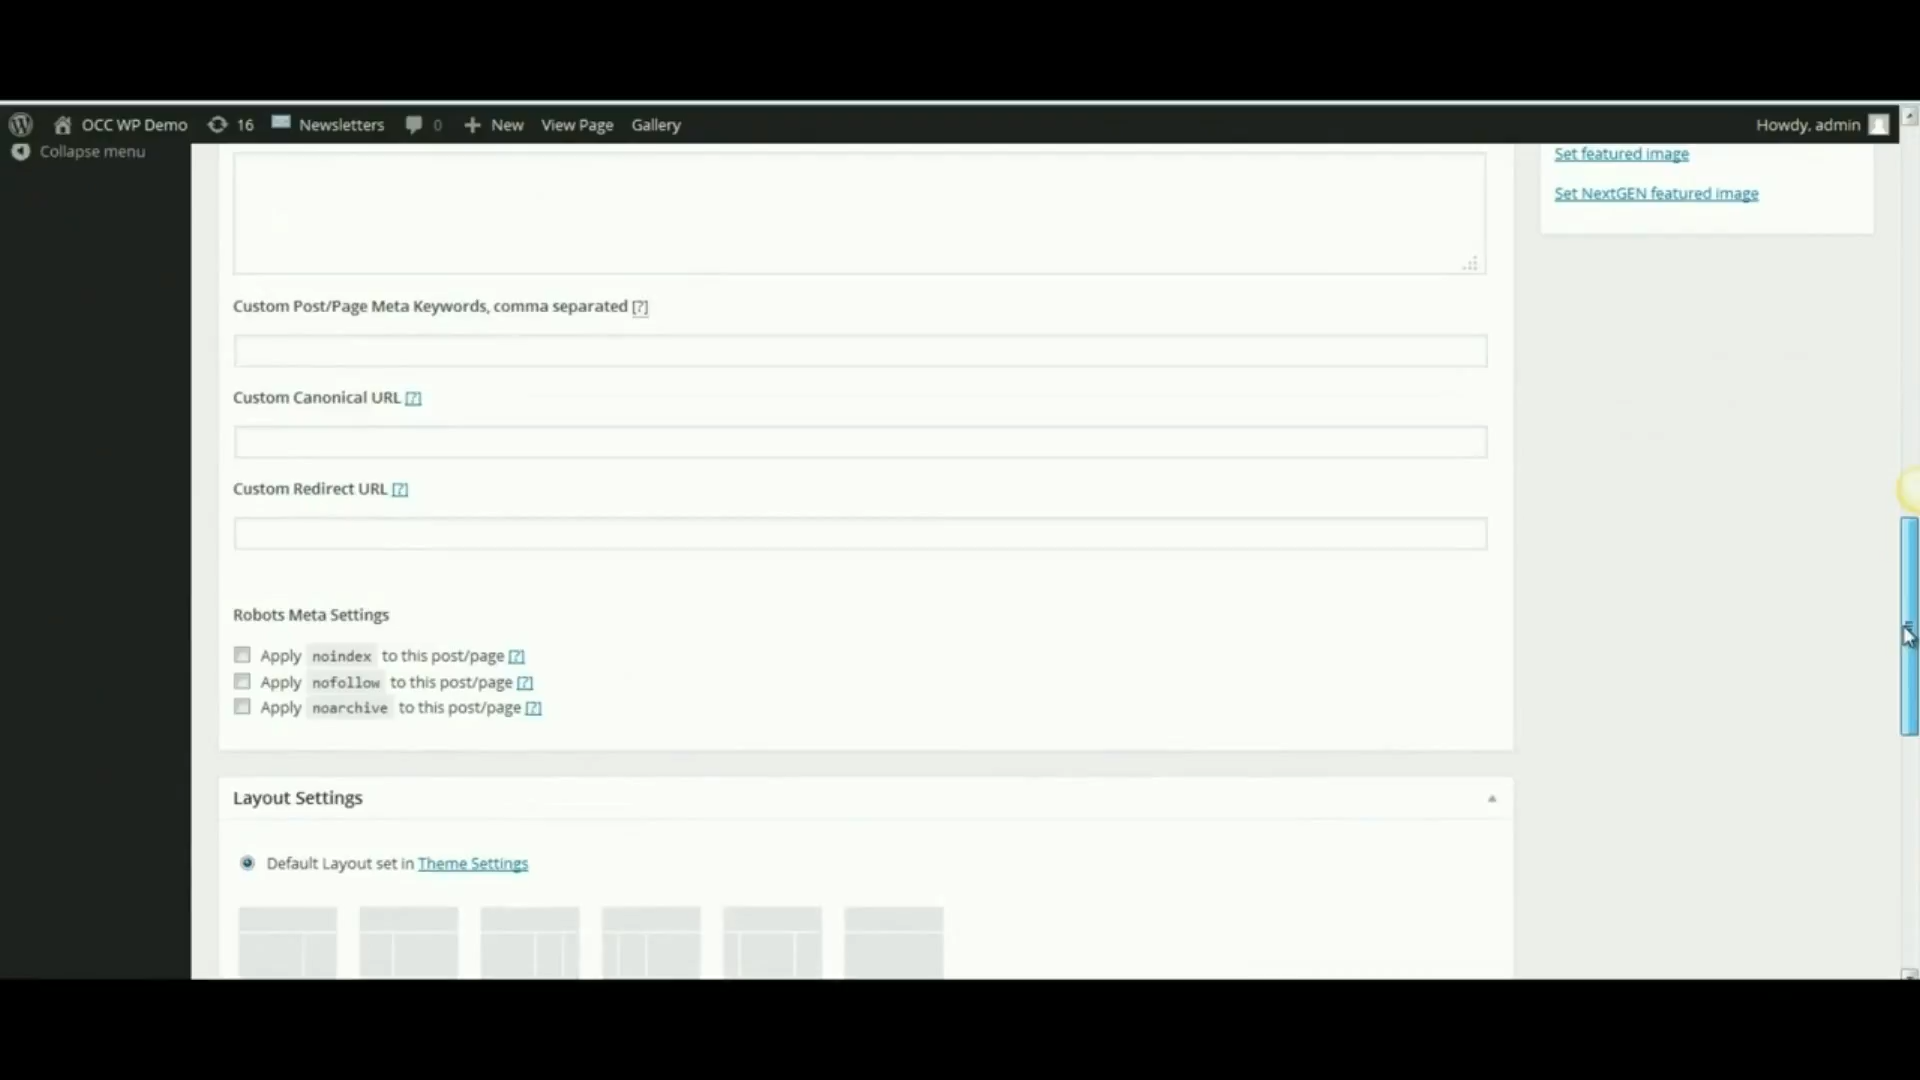 OCC WP Demo 16 Newsletters 0 New View Page Gallery Howdy, admin
Collapse menu
Set featured image
Set NextGEN featured image
Custom Post/Page Meta Keywords, comma separated [?]
Custom Canonical URL [?]
Custom Redirect URL [?]
Robots Meta Settings
Apply noindex to this post/page [?]
Apply nofollow to this post/page [?]
Apply noarchive to this post/page [?]
Layout Settings
Default Layout set in Theme Settings